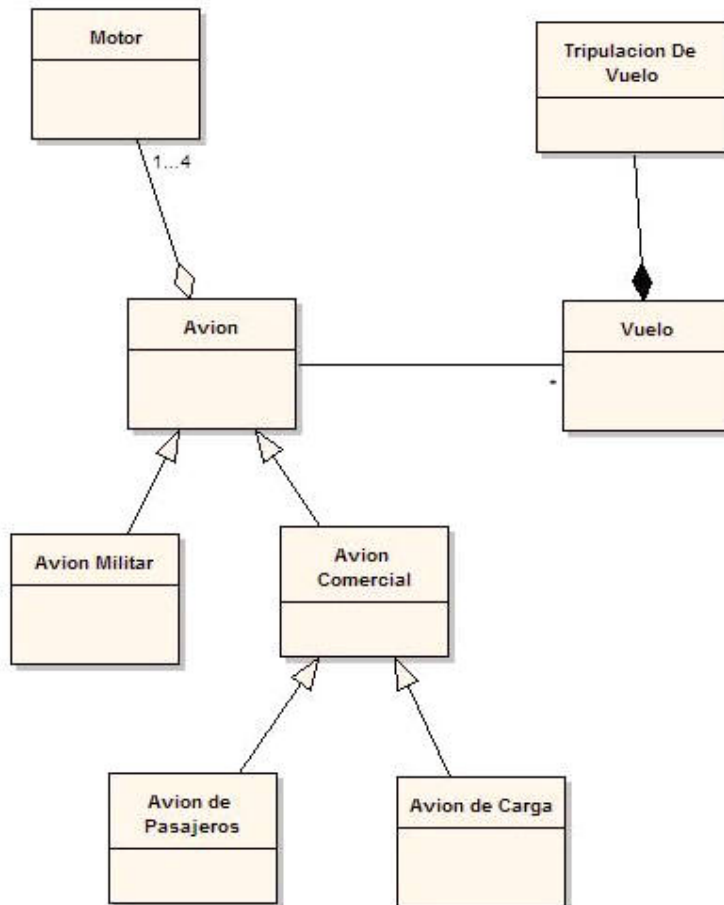 Motor
Tripulacion De
Vuelo
1...4
Avion
Vuelo
*
Avion Militar
Avion
Comercial
Avion de
Pasajeros
Avion de Carga